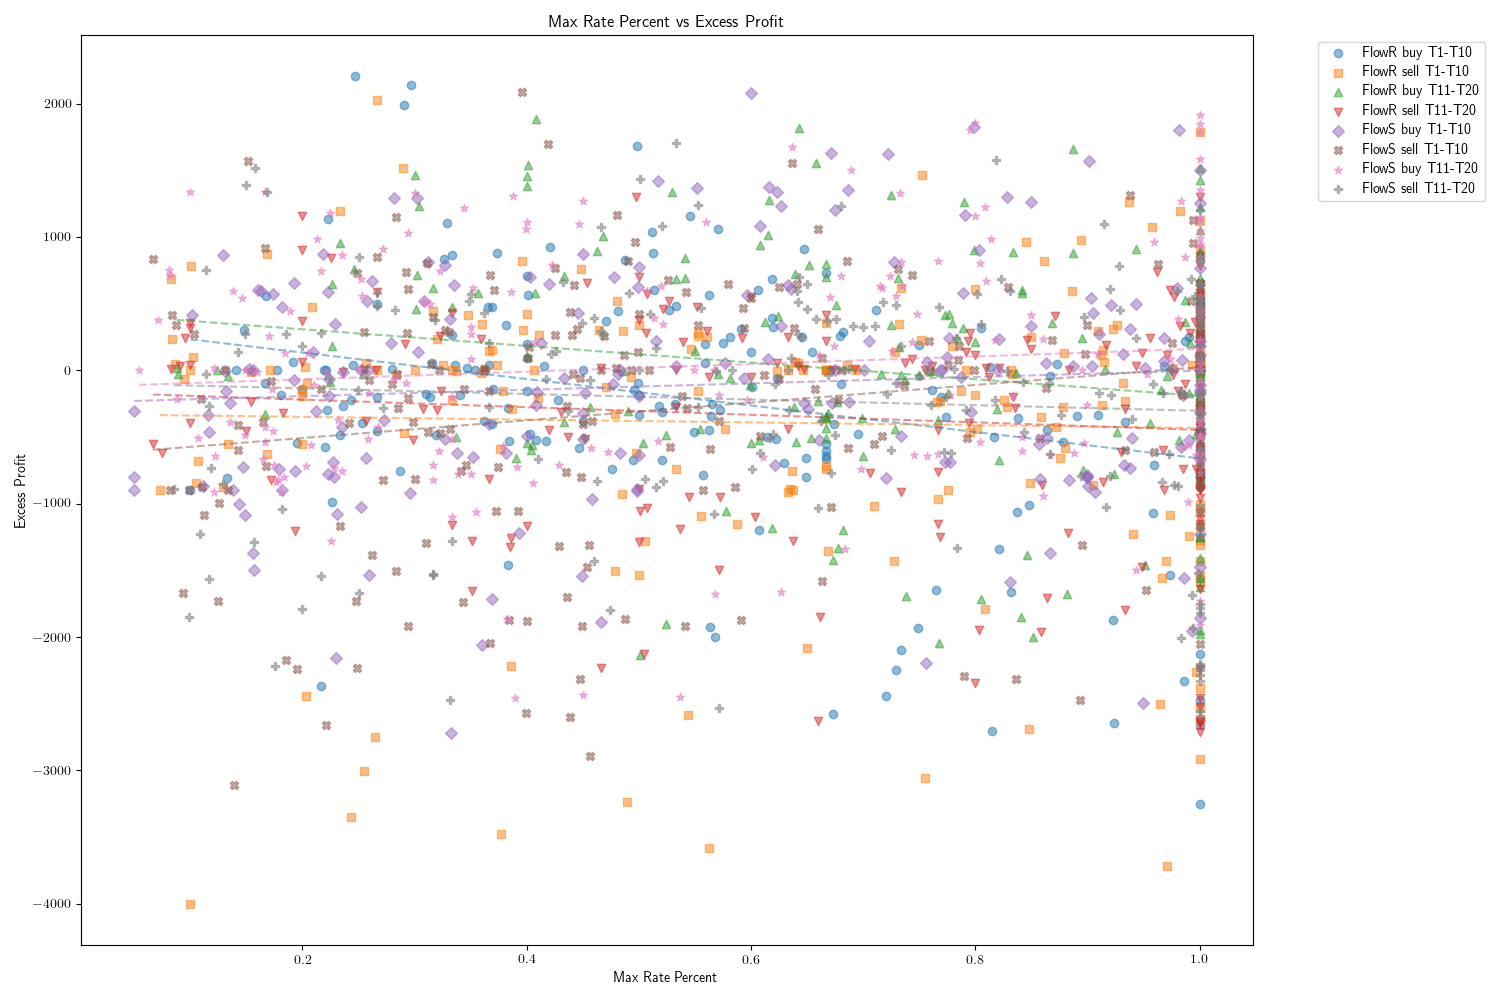 Max Rate Percent vs Excess Profit
FlowR buy T1-T10
FlowR sell T1-T10
FlowR buy T11-T20
FlowR sell T11-T20
FlowS buy T1-T10
FlowS sell T1-T10
FlowS buy T11-T20
FlowS sell T11-T20
Excess Profit
2000
1000
0
−1000
−2000
−3000
−4000
0.2 0.4 0.6 0.8 1.0
Max Rate Percent